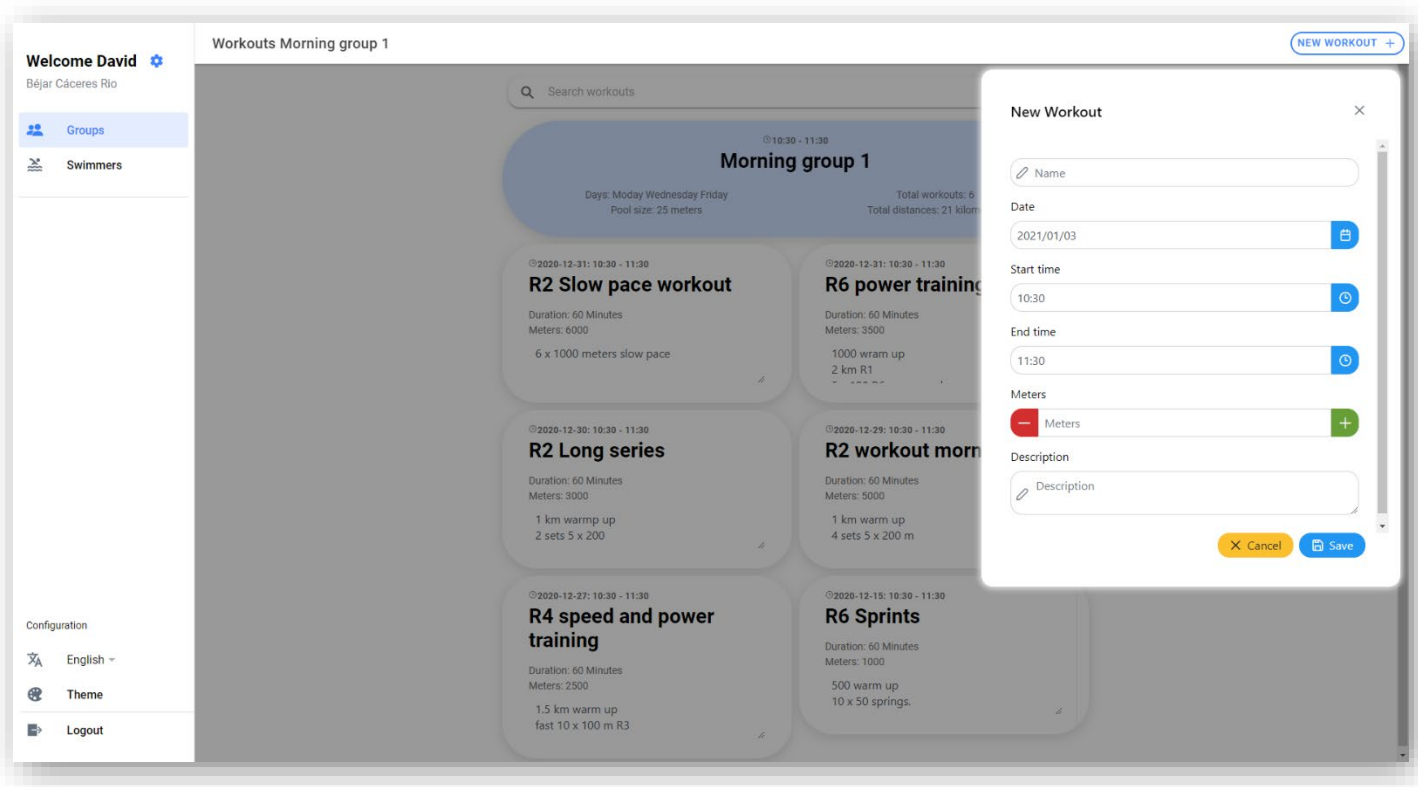 Welcome David
Béjar Cáceres Rio
Groups
Swimmers
Configuration
English
Theme
Logout
Workouts Morning group 1
NEW WORKOUT +
Search workouts
10:30 - 11:30
Morning group 1
Days: Moday Wednesday Friday
Pool size: 25 meters
Total workouts: 6
Total distances: 21
2020-12-31: 10:30 - 11:30
R2 Slow pace workout
Duration: 60 Minutes
Meters: 6000
6 x 1000 meters slow pace
2020-12-31: 10:30 - 11:30
R6 power training
Duration: 60 Minutes
Meters: 3500
1000 wram up
2 km R1
2020-12-30: 10:30 - 11:30
R2 Long series
Duration: 60 Minutes
Meters: 3000
1 km warmp up
2 sets 5 x 200
2020-12-29: 10:30 - 11:30
R2 workout morn
Duration: 60 Minutes
Meters: 5000
1 km warm up
4 sets 5 x 200 m
2020-12-27: 10:30 - 11:30
R4 speed and power
training
Duration: 60 Minutes
Meters: 2500
1.5 km warm up
fast 10 x 100 m R3
2020-12-15: 10:30 - 11:30
R6 Sprints
Duration: 60 Minutes
Meters: 1000
500 warm up
10 x 50 springs.
New Workout
Name
Date
2021/01/03
Start time
10:30
End time
11:30
Meters
Meters
Description
Description
Cancel
Save